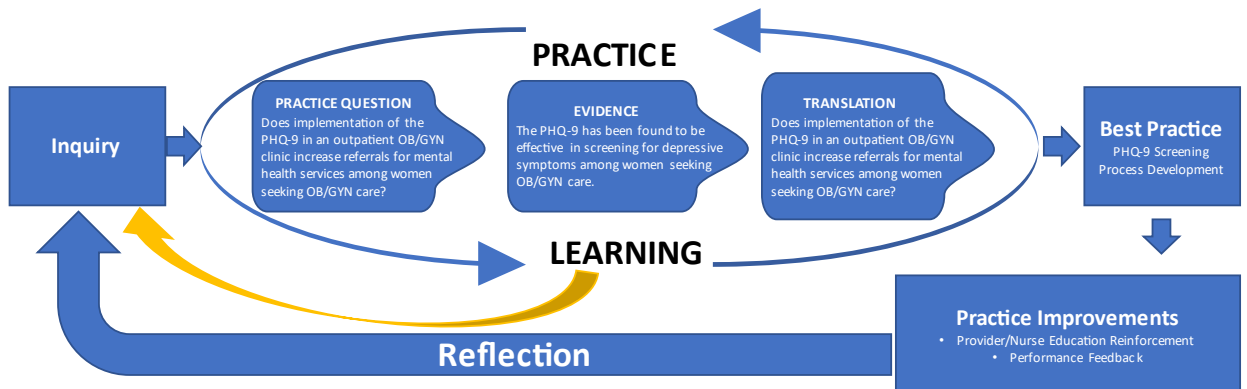 PRACTICE
Inquiry
PRACTICE QUESTION
Does implementation of the
PHQ-9 in an outpatient OB/GYN
clinic increase referrals for mental
health services among women
seeking OB/GYN care?
EVIDENCE
The PHQ-9 has been found to be
effective in screening for depressive
symptoms among women seeking
OB/GYN care.
TRANSLATION
Does implementation of the
PHQ-9 in an outpatient OB/GYN
clinic increase referrals for mental
health services among women
seeking OB/GYN care?
Best Practice
PHQ-9 Screening
Process Development
LEARNING
Practice Improvements
• Provider/Nurse Education Reinforcement
• Performance Feedback
Reflection